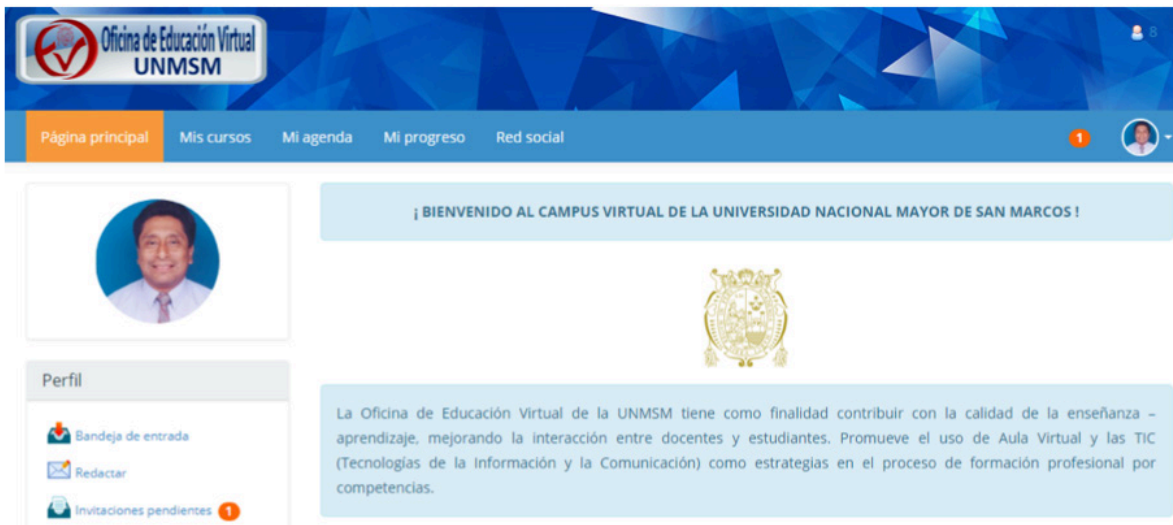 Oficina de Educación Virtual
UNMSM
8
Página principal
Mis cursos
Mi agenda
Mi progreso
Red social
1
¡ BIENVENIDO AL CAMPUS VIRTUAL DE LA UNIVERSIDAD NACIONAL MAYOR DE SAN MARCOS !
Perfil
Bandeja de entrada
Redactar
Invitaciones pendientes 1
La Oficina de Educación Virtual de la UNMSM tiene como finalidad contribuir con la calidad de la enseñanza –
aprendizaje, mejorando la interacción entre docentes y estudiantes. Promueve el uso de Aula Virtual y las TIC
(Tecnologías de la Información y la Comunicación) como estrategias en el proceso de formación profesional por
competencias.